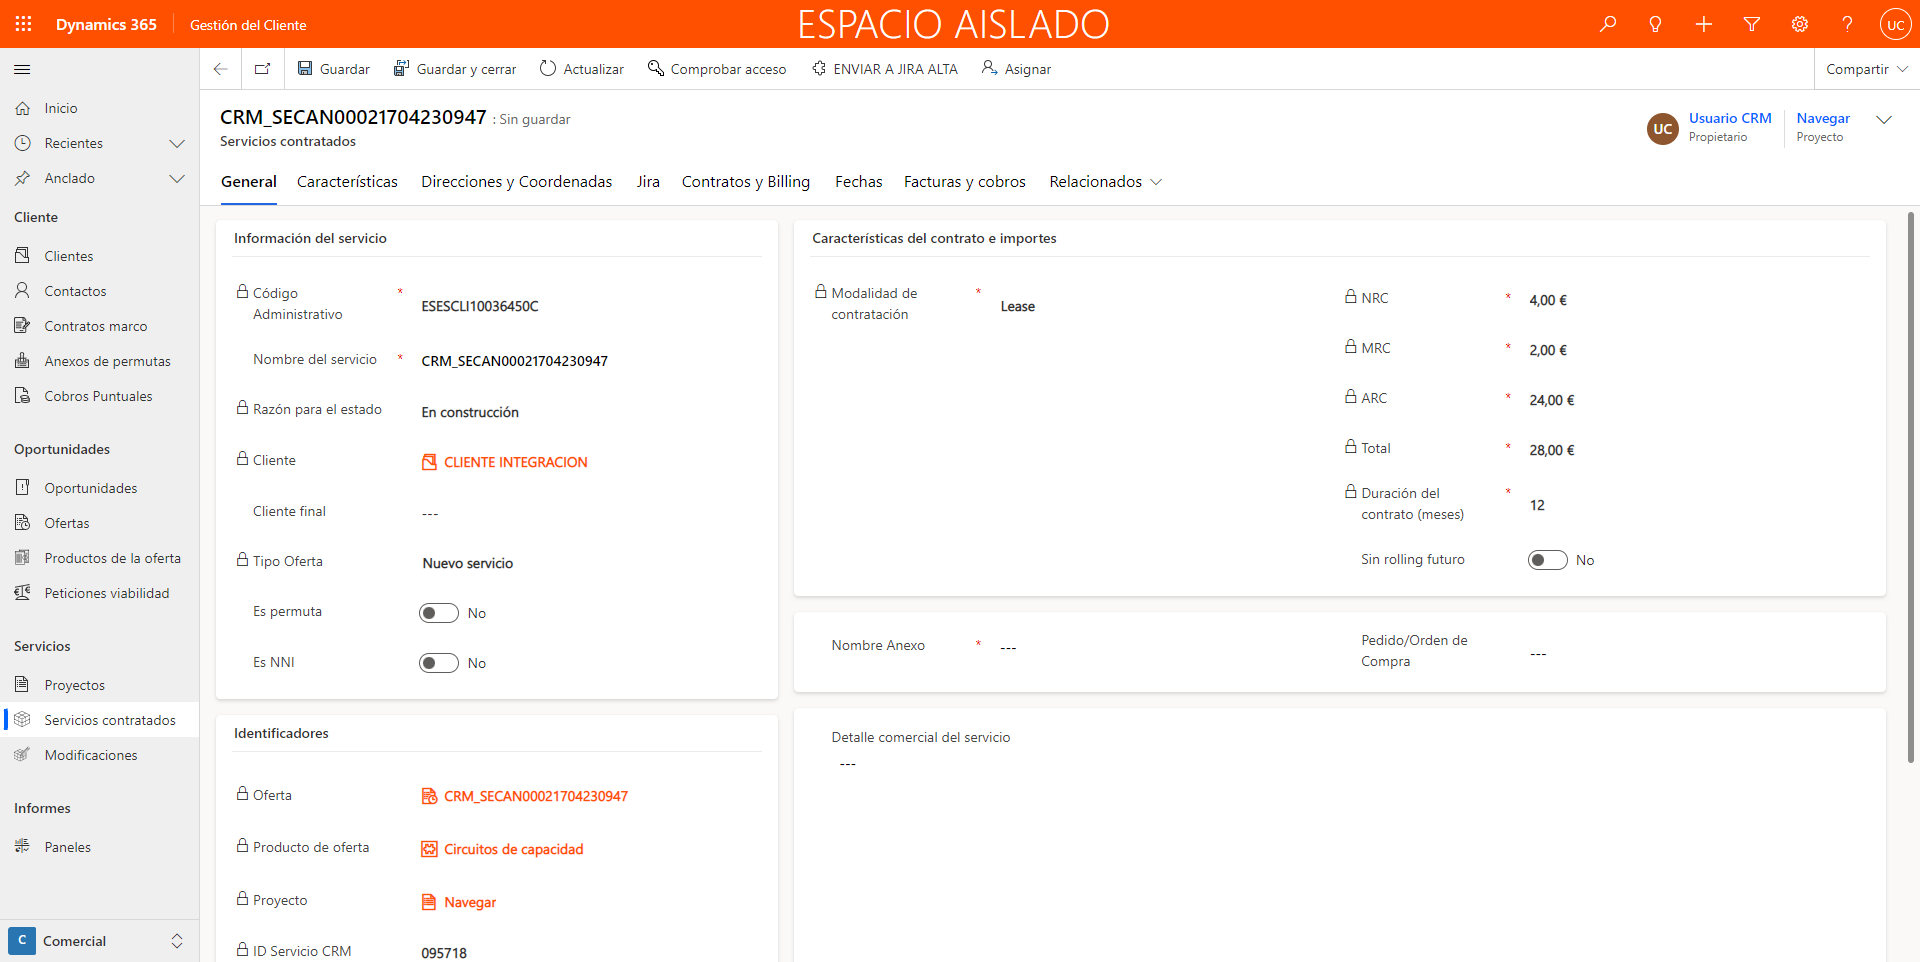 Dynamics 365
Gestión del Cliente
ESPACIO AISLADO
UC
Guardar
Guardar y cerrar
Actualizar
Comprobar acceso
ENVIAR A JIRA ALTA
Asignar
Compartir
Inicio
Recientes
Anclado
Cliente
Clientes
Contactos
Contratos marco
Anexos de permutas
Cobros Puntuales
Oportunidades
Oportunidades
Ofertas
Productos de la oferta
Peticiones viabilidad
Servicios
Proyectos
Servicios contratados
Modificaciones
Informes
Paneles
C Comercial
CRM_SECAN00021704230947 : Sin guardar
Servicios contratados
UC
Usuario CRM
Propietario
Navegar
Proyecto
General
Características
Direcciones y Coordenadas
Jira
Contratos y Billing
Fechas
Facturas y cobros
Relacionados
Información del servicio
Código
Administrativo
*
ESESCLI10036450C
Nombre del servicio * CRM_SECAN00021704230947
Razón para el estado En construcción
Cliente CLIENTE INTEGRACION
Cliente final ---
Tipo Oferta Nuevo servicio
Es permuta No
Es NNI No
Identificadores
Oferta CRM_SECAN00021704230947
Producto de oferta Circuitos de capacidad
Proyecto Navegar
ID Servicio CRM 095718
Características del contrato e importes
Modalidad de
contratación
*
Lease
NRC * 4,00 €
MRC * 2,00 €
ARC * 24,00 €
Total * 28,00 €
Duración del
contrato (meses)
*
12
Sin rolling futuro No
Nombre Anexo * ---
Pedido/Orden de
Compra
---
Detalle comercial del servicio
---